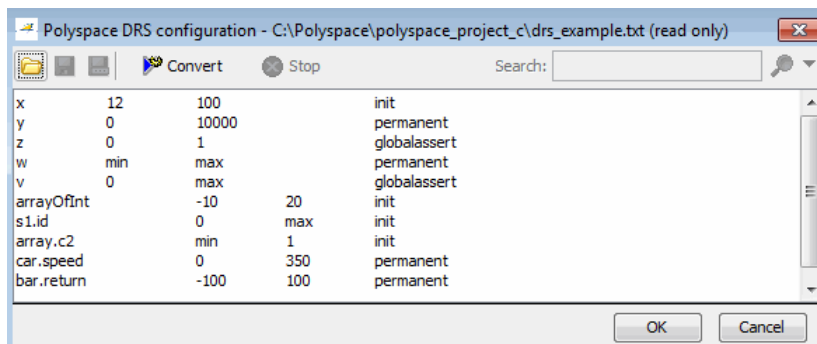 Polyspace DRS configuration - C:\Polyspace\polyspace_project_c\drs_example.txt (read only)
Convert Stop Search:
x 12 100 init
y 0 10000 permanent
z 0 1 globalassert
w min max permanent
v 0 max globalassert
arrayOfInt -10 20 init
s1.id 0 max init
array.c2 min 1 init
car.speed 0 350 permanent
bar.return -100 100 permanent
OK Cancel